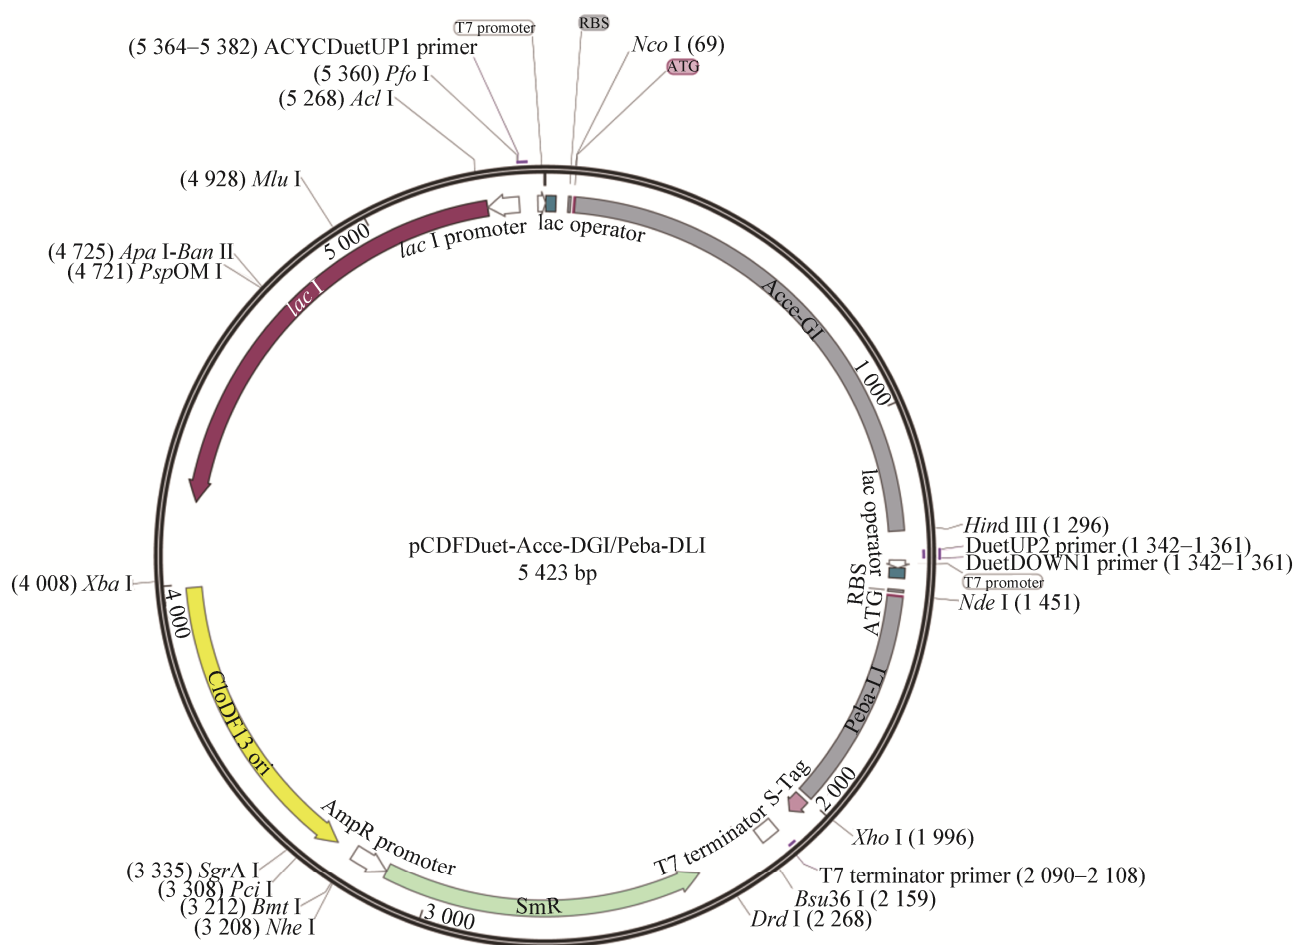 T7 promoter
RBS
(5 364–5 382) ACYCDuetUP1 primer
Nco I (69)
(5 360) Pfo I
ATG
(5 268) Acl I
(4 928) Mlu I
5 000
lac I promoter
lac operator
(4 725) Apa I-Ban II
(4 721) PspOM I
lac I
Acce-GI
1 000
lac operator
Hind III (1 296)
DuetUP2 primer (1 342–1 361)
DuetDOWN1 primer (1 342–1 361)
T7 promoter
RBS
ATG
Nde I (1 451)
pCDFDuet-Acce-DGI/Peba-DLI
5 423 bp
(4 008) Xba I
4 000
CloDF13 ori
Peba-LI
2 000
S-Tag
Xho I (1 996)
T7 terminator
AmpR promoter
T7 terminator primer (2 090–2 108)
(3 335) SgrA I
(3 308) Pci I
(3 212) Bmt I
(3 208) Nhe I
3 000
SmR
Bsu36 I (2 159)
Drd I (2 268)